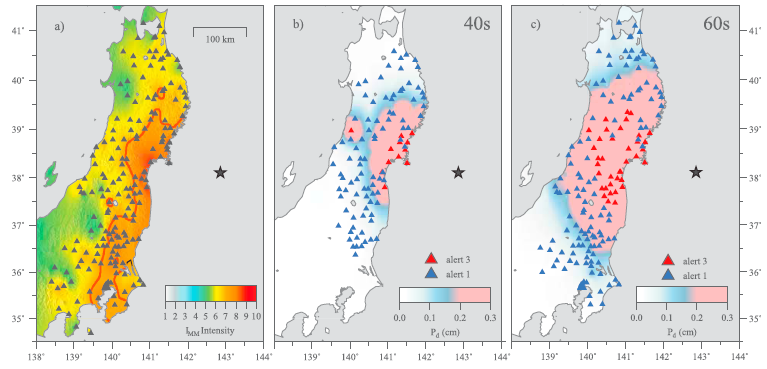 a)
100 km
b)
40s
c)
60s
41°
40°
39°
38°
37°
36°
35°
41°
40°
39°
38°
37°
36°
35°
alert 3
alert 1
alert 3
alert 1
1 2 3 4 5 6 7 8 9 10
I_MM Intensity
0.0 0.1 0.2 0.3
P_d (cm)
0.0 0.1 0.2 0.3
P_d (cm)
138° 139° 140° 141° 142° 143° 144°
139° 140° 141° 142° 143° 144°
139° 140° 141° 142° 143° 144°